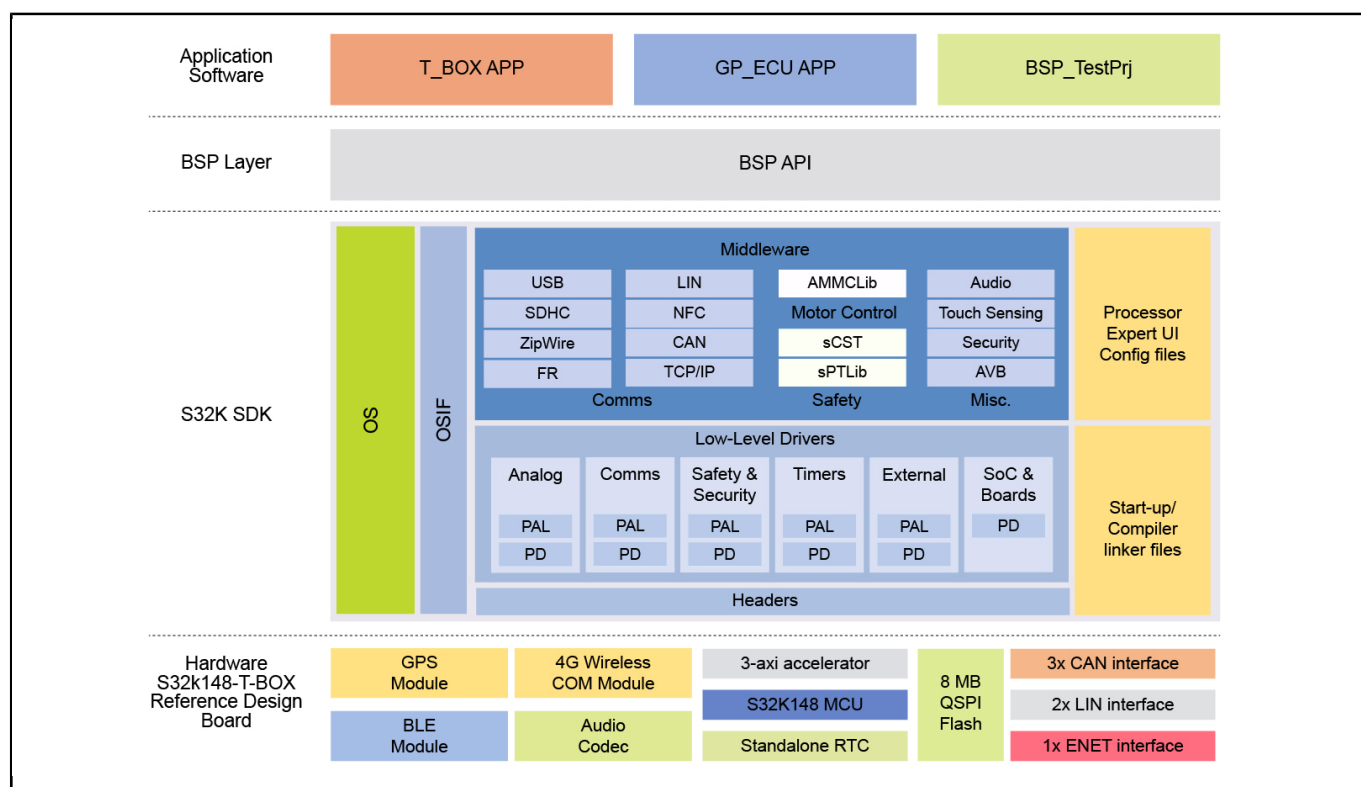 Application
Software
T_BOX APP
GP_ECU APP
BSP_TestPrj
BSP Layer
BSP API
S32K SDK
OS
OSIF
Middleware
USB
SDHC
ZipWire
FR
LIN
NFC
CAN
TCP/IP
Comms
AMMCLib
Motor Control
sCST
sPTLib
Safety
Audio
Touch Sensing
Security
AVB
Misc.
Processor
Expert UI
Config files
Low-Level Drivers
Analog
PAL
PD
Comms
PAL
PD
Safety &
Security
PAL
PD
Timers
PAL
PD
External
PAL
PD
SoC &
Boards
PD
Start-up/
Compiler
linker files
Headers
Hardware
S32k148-T-BOX
Reference Design
Board
GPS
Module
BLE
Module
4G Wireless
COM Module
Audio
Codec
3-axi accelerator
S32K148 MCU
Standalone RTC
8 MB
QSPI
Flash
3x CAN interface
2x LIN interface
1x ENET interface